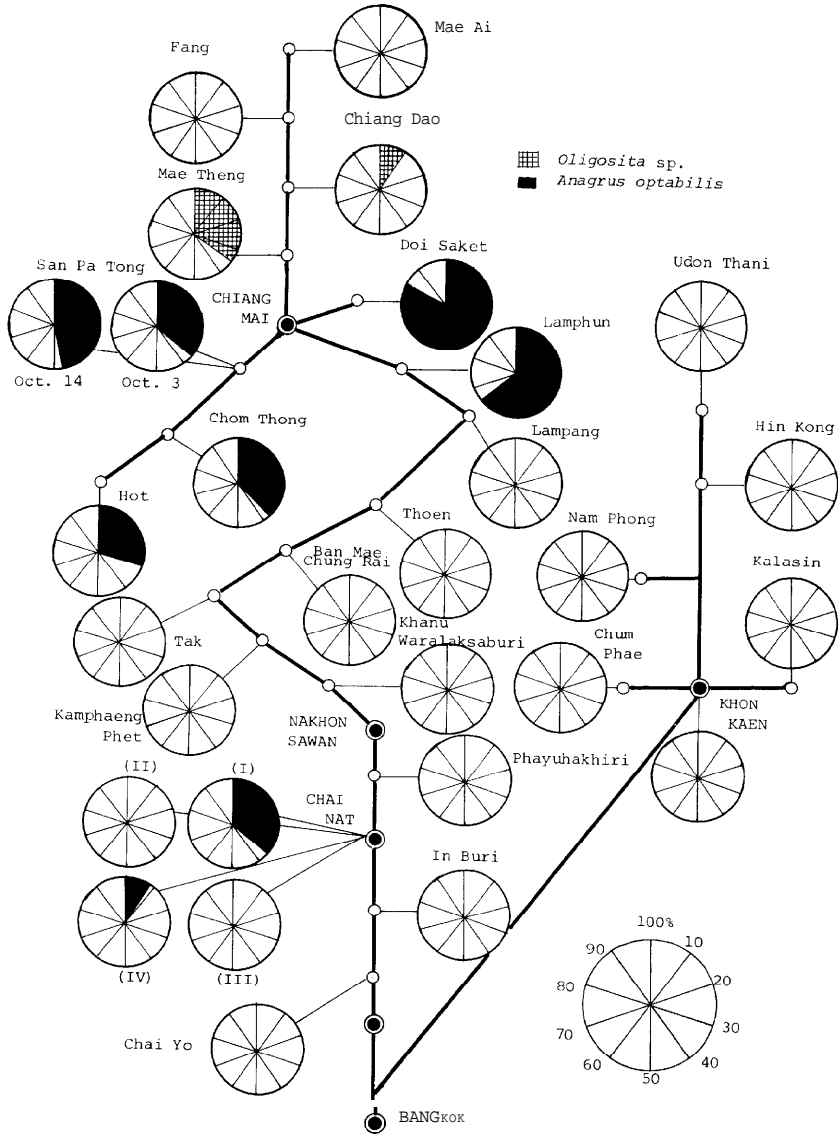 Mae Ai
Fang
Chiang Dao
Oligosita sp.
Anagrus optabilis
Mae Theng
Doi Saket
San Pa Tong
Udon Thani
CHIANG
MAI
Lamphun
Oct. 14
Oct. 3
Chom Thong
Lampang
Hin Kong
Hot
Thoen
Nam Phong
Ban Mae
Chung Rai
Kalasin
Khanu
Waralaksaburi
Tak
Chum
Phae
Kamphaeng
Phet
NAKHON
SAWAN
KHON
KAEN
Phayuhakhiri
(II)
(I)
CHAI
NAT
In Buri
(IV)
(III)
100%
10
20
30
40
50
60
70
80
90
Chai Yo
BANGKOK